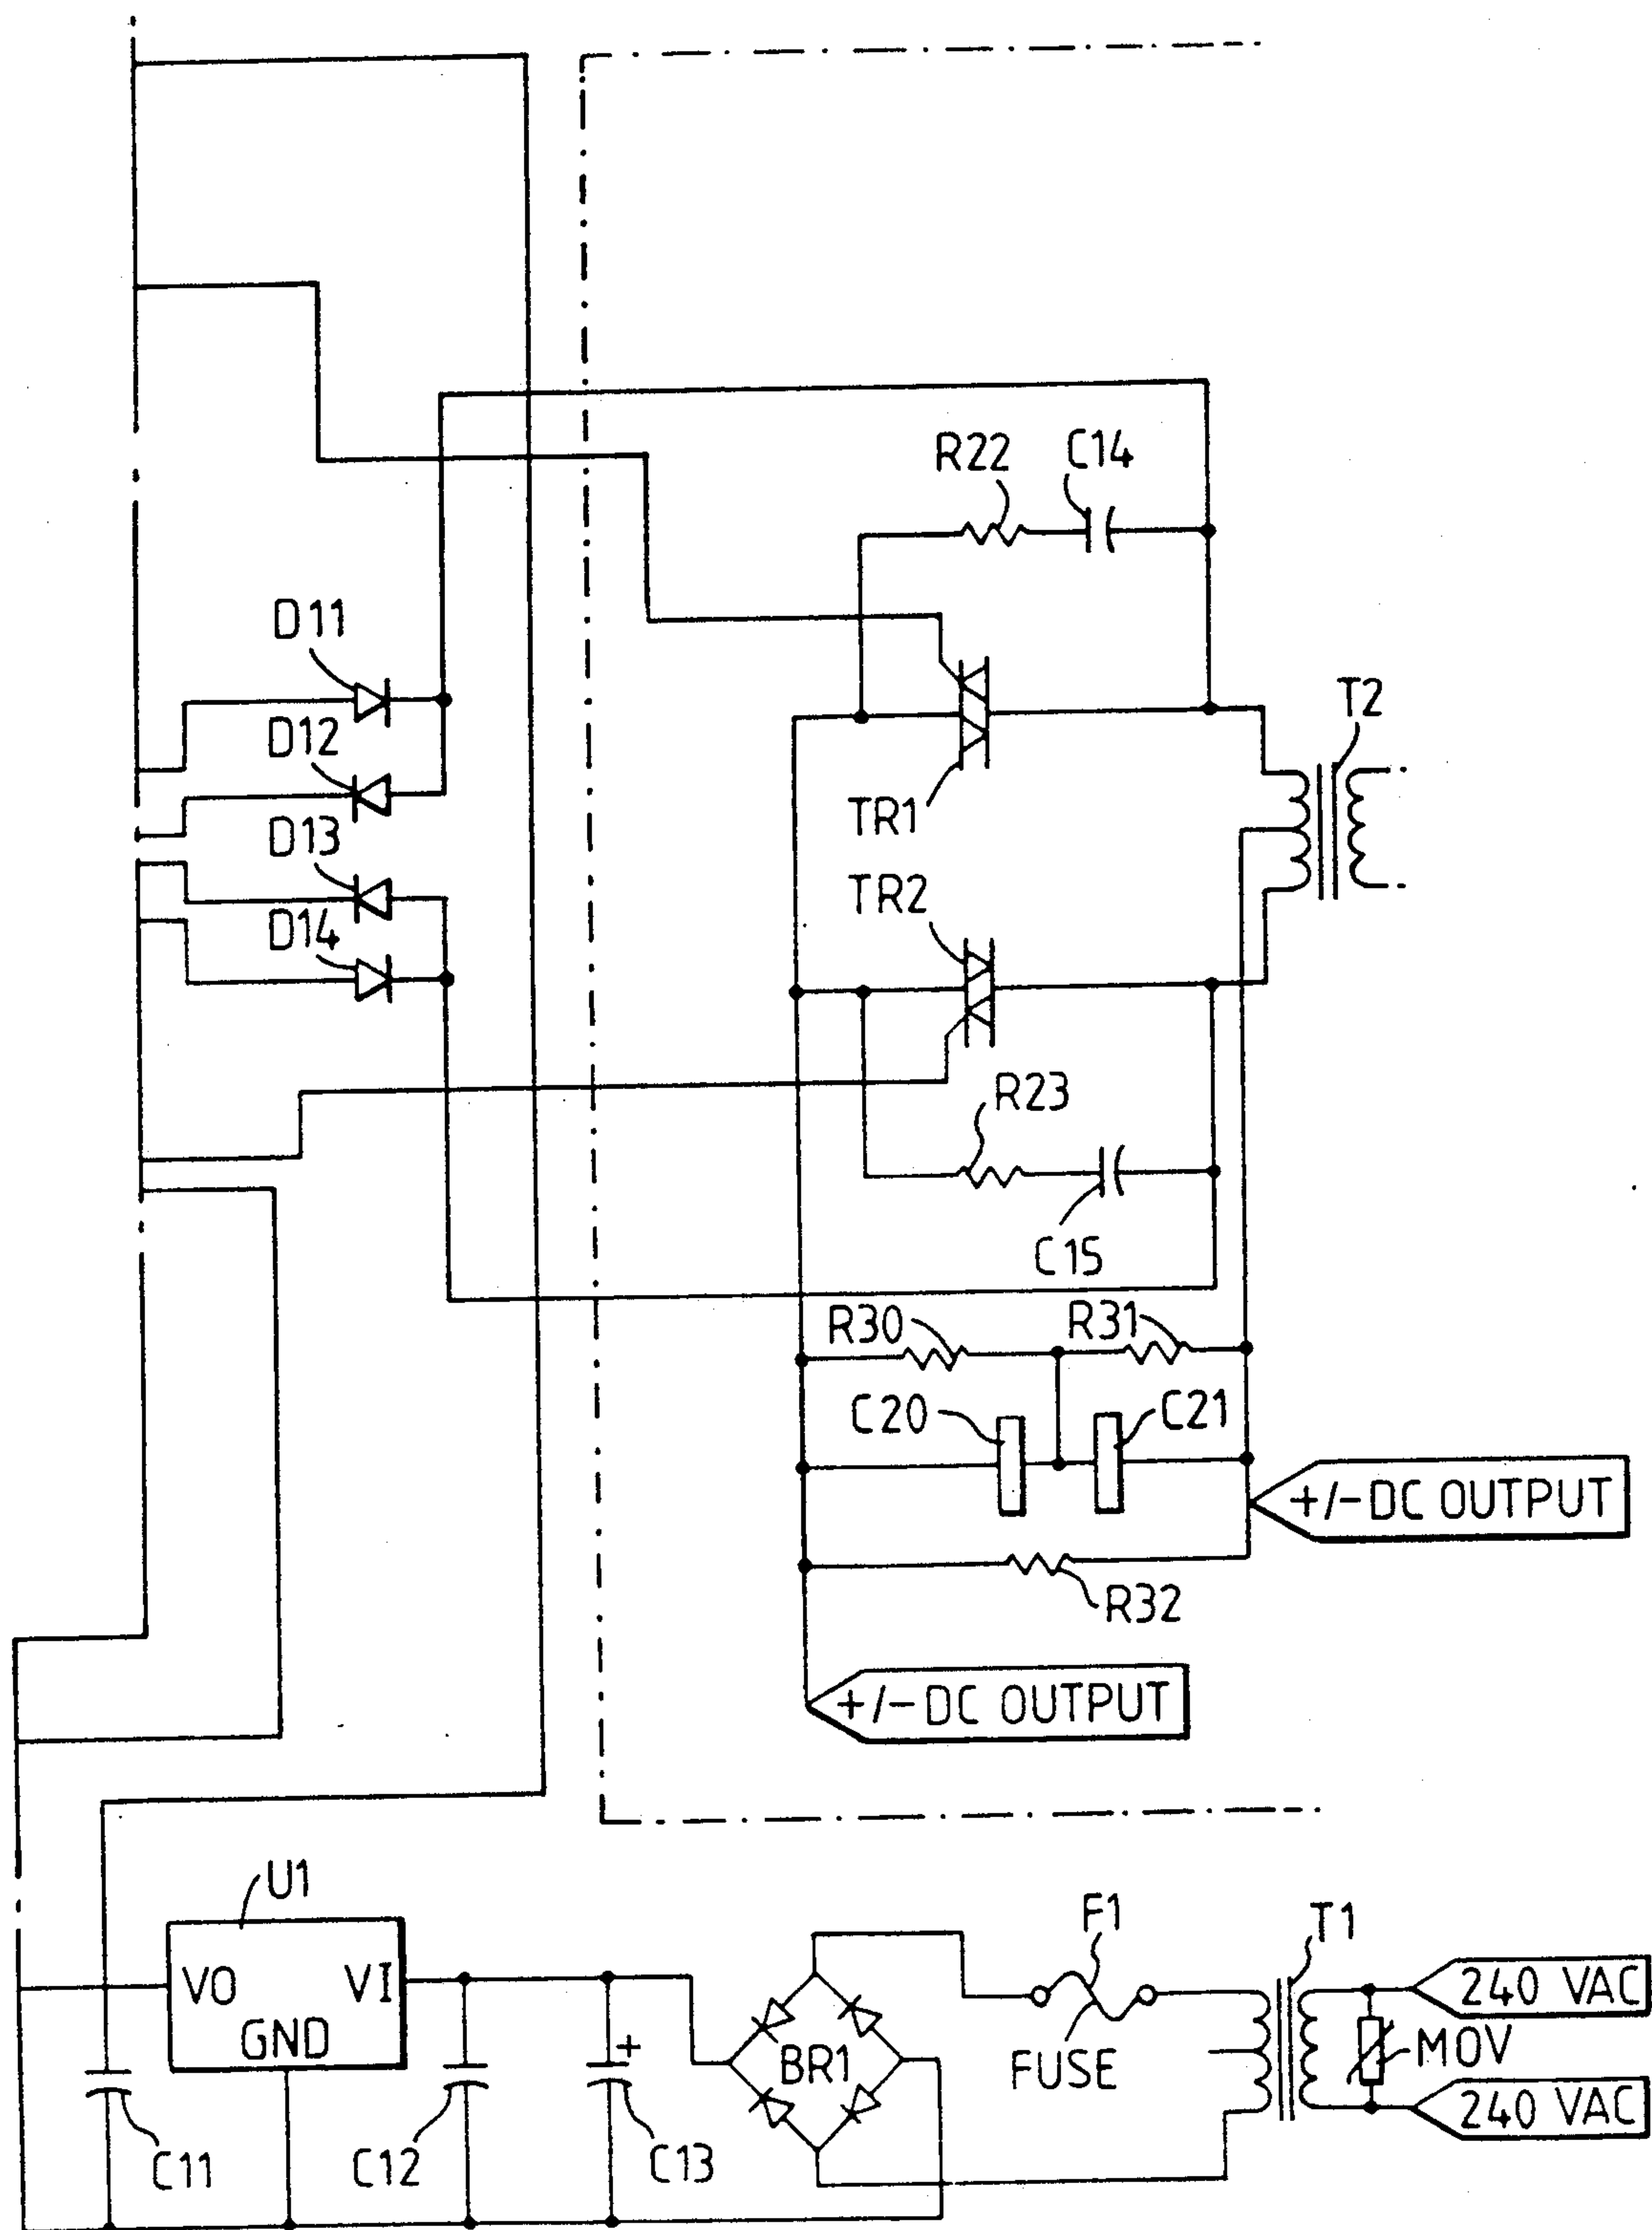 R22
C14
D11
D12
D13
D14
TR1
T2
TR2
R23
C15
R30
R31
C20
C21
+/-DC OUTPUT
R32
+/-DC OUTPUT
U1
VO
VI
GND
F1
FUSE
T1
240 VAC
MOV
240 VAC
BR1
+
C11
C12
C13